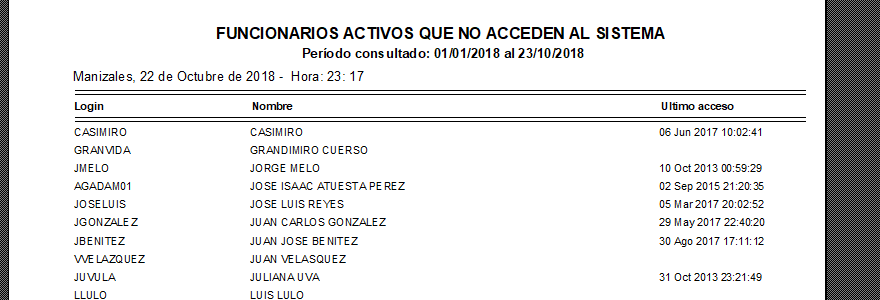 FUNCIONARIOS ACTIVOS QUE NO ACCEDEN AL SISTEMA
Período consultado: 01/01/2018 al 23/10/2018
Manizales, 22 de Octubre de 2018 - Hora: 23: 17
Login Nombre Ultimo acceso
CASIMIRO CASIMIRO 06 Jun 2017 10:02:41
GRANVIDA GRANDIMIRO CUERSO
JMELO JORGE MELO 10 Oct 2013 00:59:29
AGADAM01 JOSE ISAAC ATUESTA PEREZ 02 Sep 2015 21:20:35
JOSELUIS JOSE LUIS REYES 05 Mar 2017 20:02:52
JGONZALEZ JUAN CARLOS GONZALEZ 29 May 2017 22:40:20
JBENITEZ JUAN JOSE BENITEZ 30 Ago 2017 17:11:12
VVELAZQUEZ JUAN VELASQUEZ
JUVULA JULIANA UVA 31 Oct 2013 23:21:49
LLULO LUIS LULO